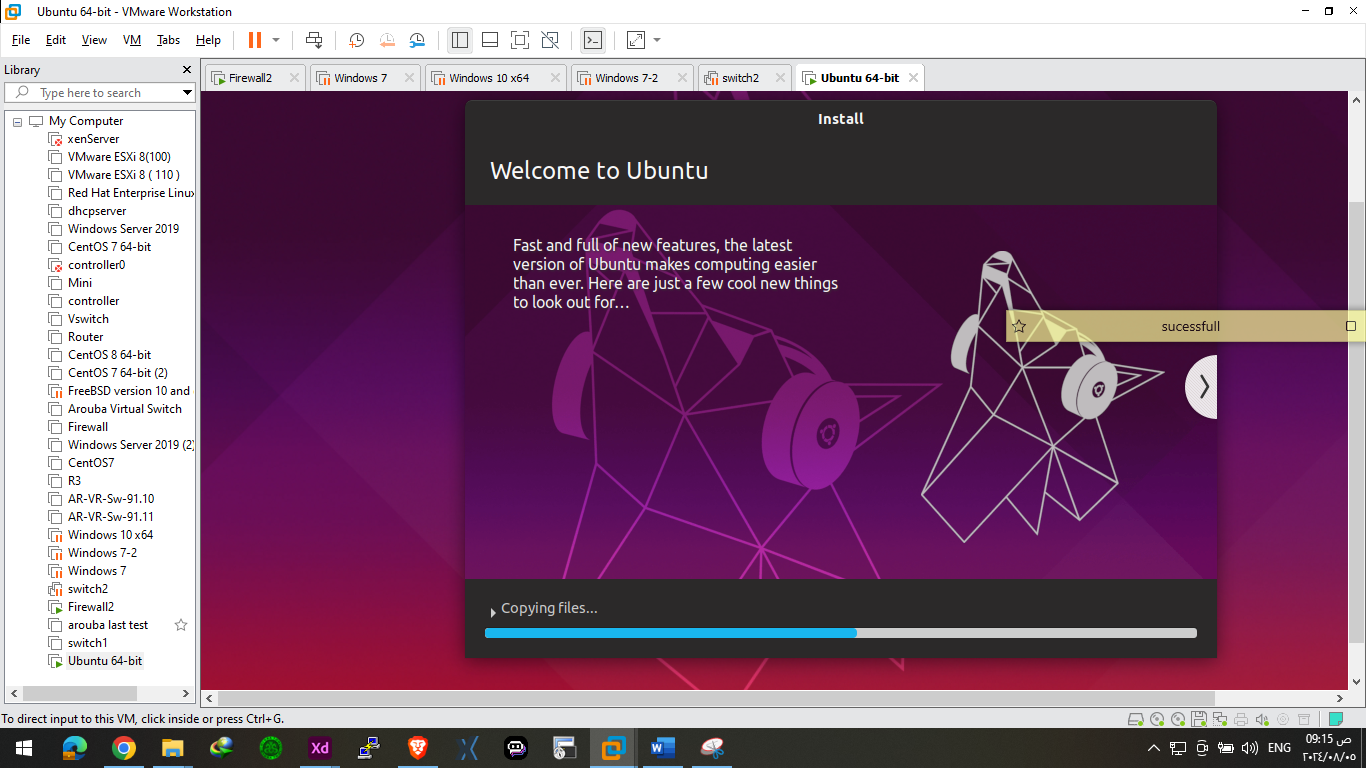 Ubuntu 64-bit - VMware Workstation
File Edit View VM Tabs Help
Library
Type here to search
My Computer
xenServer
VMware ESXi 8(100)
VMware ESXi 8 ( 110 )
Red Hat Enterprise Linux
dhcpserver
Windows Server 2019
CentOS 7 64-bit
controller0
Mini
controller
Vswitch
Router
CentOS 8 64-bit
CentOS 7 64-bit (2)
FreeBSD version 10 and
Arouba Virtual Switch
Firewall
Windows Server 2019 (2)
CentOS7
R3
AR-VR-Sw-91.10
AR-VR-Sw-91.11
Windows 10 x64
Windows 7-2
Windows 7
switch2
Firewall2
arouba last test
switch1
Ubuntu 64-bit
Firewall2 Windows 7 Windows 10 x64 Windows 7-2 switch2 Ubuntu 64-bit
Install
Welcome to Ubuntu
Fast and full of new features, the latest
version of Ubuntu makes computing easier
than ever. Here are just a few cool new things
to look out for...
sucessfull
Copying files...
To direct input to this VM, click inside or press Ctrl+G.
Xd
ENG
09:15 ص
٢٠٢٤/٠٨/٠٥